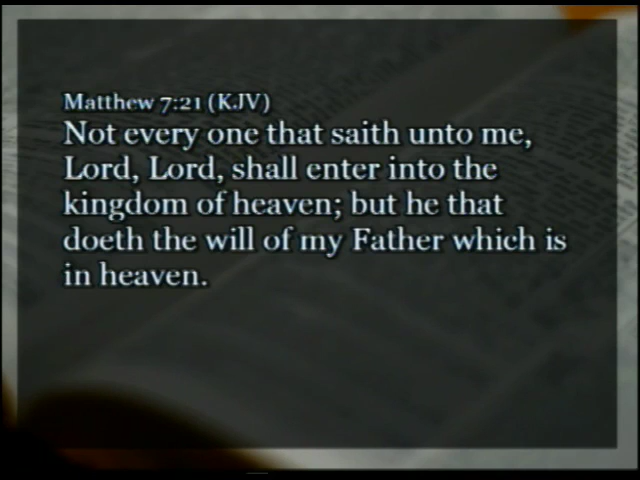 Matthew 7:21 (KJV)
Not every one that saith unto me,
Lord, Lord, shall enter into the
kingdom of heaven; but he that
doeth the will of my Father which is
in heaven.